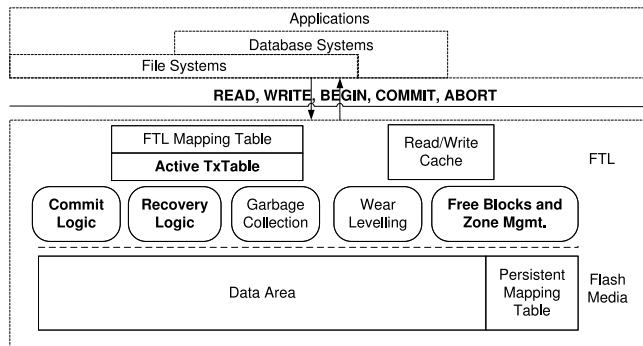 Applications
Database Systems
File Systems
READ, WRITE, BEGIN, COMMIT, ABORT
FTL Mapping Table
Active TxTable
Read/Write
Cache
FTL
Commit
Logic
Recovery
Logic
Garbage
Collection
Wear
Levelling
Free Blocks and
Zone Mgmt.
Data Area
Persistent
Mapping
Table
Flash
Media